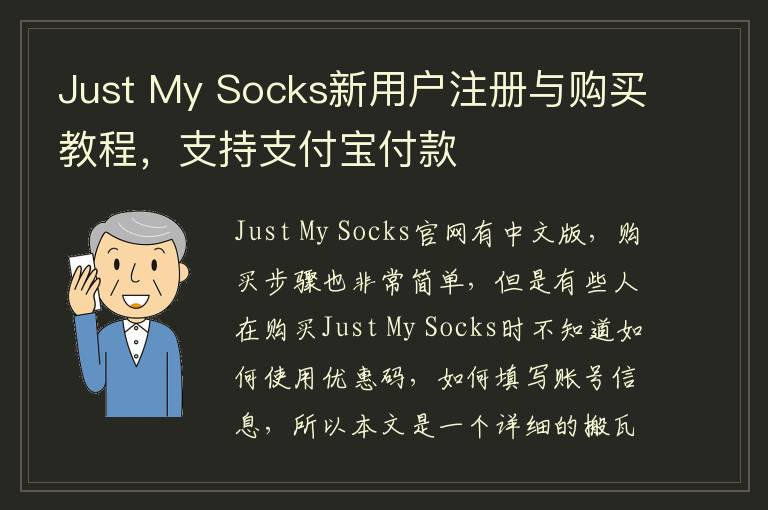 Just My Socks新用户注册与购买
教程，支持支付宝付款
Just My Socks官网有中文版，购
买步骤也非常简单，但是有些人
在购买Just My Socks时不知道如
何使用优惠码，如何填写账号信
息，所以本文是一个详细的搬瓦